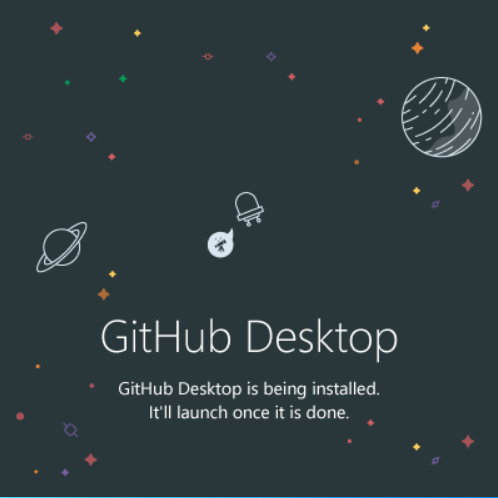 GitHub Desktop
GitHub Desktop is being installed.
It'll launch once it is done.